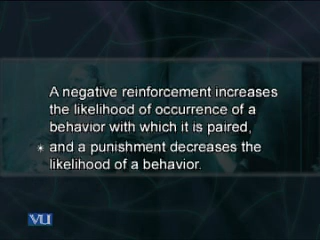 A negative reinforcement increases
the likelihood of occurrence of a
behavior with which it is paired,
✴ and a punishment decreases the
likelihood of a behavior.
VU